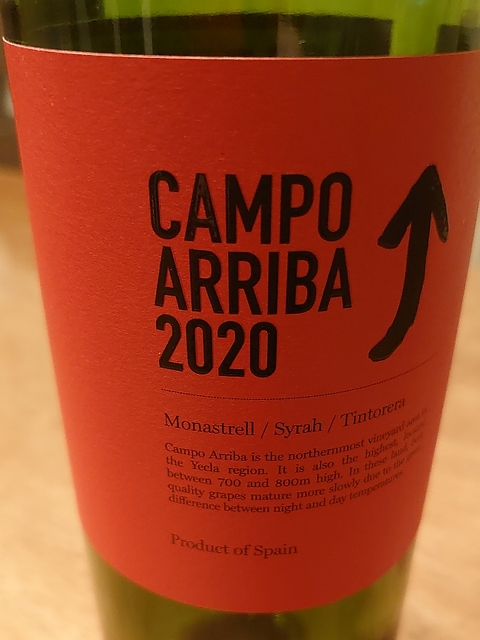 CAMPO
ARRIBA
2020
Monastrell / Syrah / Tintorera
Campo Arriba is the northernmost vineyard area in
the Yecla region. It is also the highest,
between 700 and 800m high. In these
quality grapes mature more slowly due to the
difference between night and day temperatures.
Product of Spain